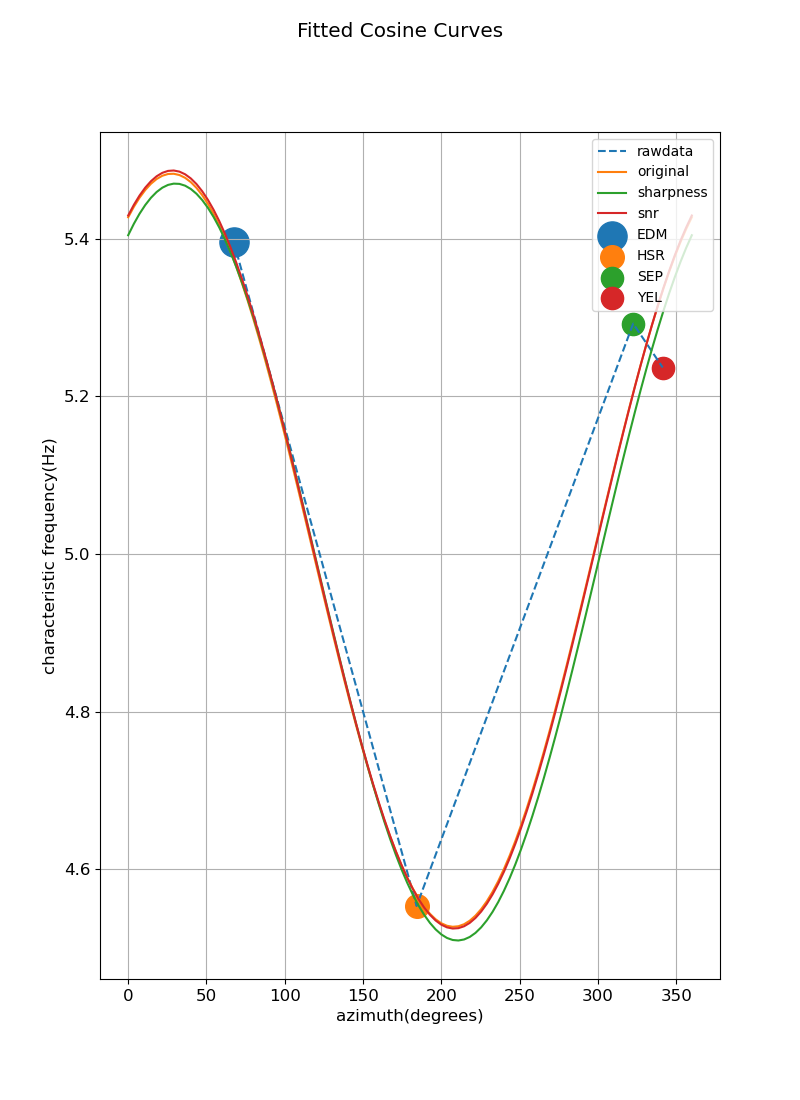 Fitted Cosine Curves
rawdata
original
sharpness
snr
EDM
HSR
SEP
YEL
5.4
5.2
5.0
4.8
4.6
characteristic frequency(Hz)
0 50 100 150 200 250 300 350
azimuth(degrees)